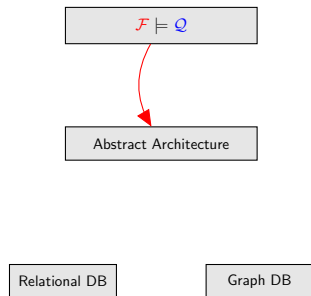 ℱ ⊨ 𝒬
Abstract Architecture
Relational DB
Graph DB